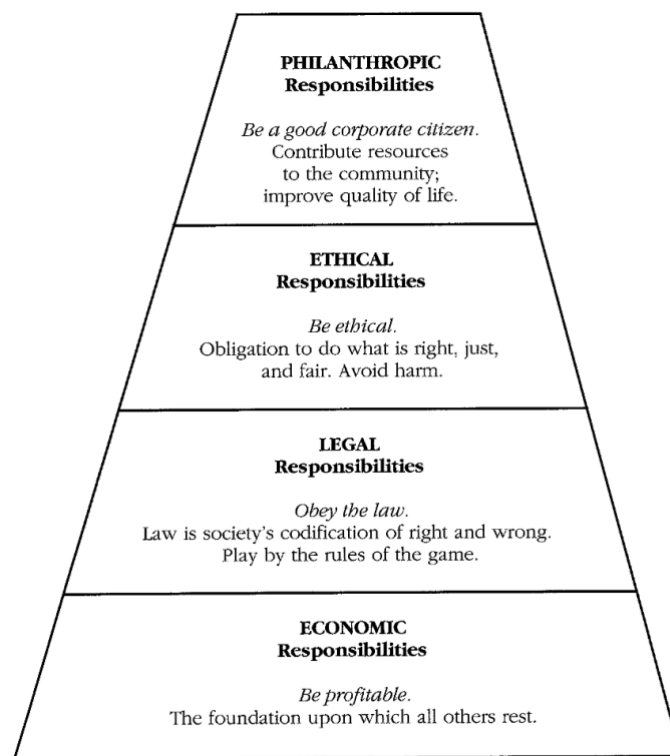 PHILANTHROPIC
Responsibilities
Be a good corporate citizen.
Contribute resources
to the community;
improve quality of life.
ETHICAL
Responsibilities
Be ethical.
Obligation to do what is right, just,
and fair. Avoid harm.
LEGAL
Responsibilities
Obey the law.
Law is society's codification of right and wrong.
Play by the rules of the game.
ECONOMIC
Responsibilities
Be profitable.
The foundation upon which all others rest.